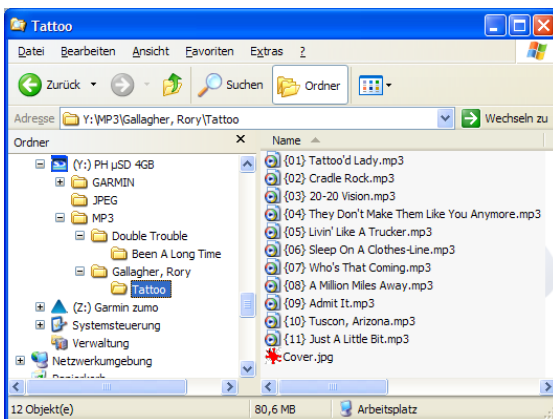 Tattoo
Datei Bearbeiten Ansicht Favoriten Extras ?
Zurück Suchen Ordner
Adresse Y:\MP3\Gallagher, Rory\Tattoo Wechseln zu
Ordner
(Y:) PH µSD 4GB
GARMIN
JPEG
MP3
Double Trouble
Been A Long Time
Gallagher, Rory
Tattoo
(Z:) Garmin zumo
Systemsteuerung
Verwaltung
Netzwerkumgebung
Papierkorb
Name
{01} Tattoo'd Lady.mp3
{02} Cradle Rock.mp3
{03} 20-20 Vision.mp3
{04} They Don't Make Them Like You Anymore.mp3
{05} Livin' Like A Trucker.mp3
{06} Sleep On A Clothes-Line.mp3
{07} Who's That Coming.mp3
{08} A Million Miles Away.mp3
{09} Admit It.mp3
{10} Tuscon, Arizona.mp3
{11} Just A Little Bit.mp3
Cover.jpg
12 Objekt(e) 80,6 MB Arbeitsplatz